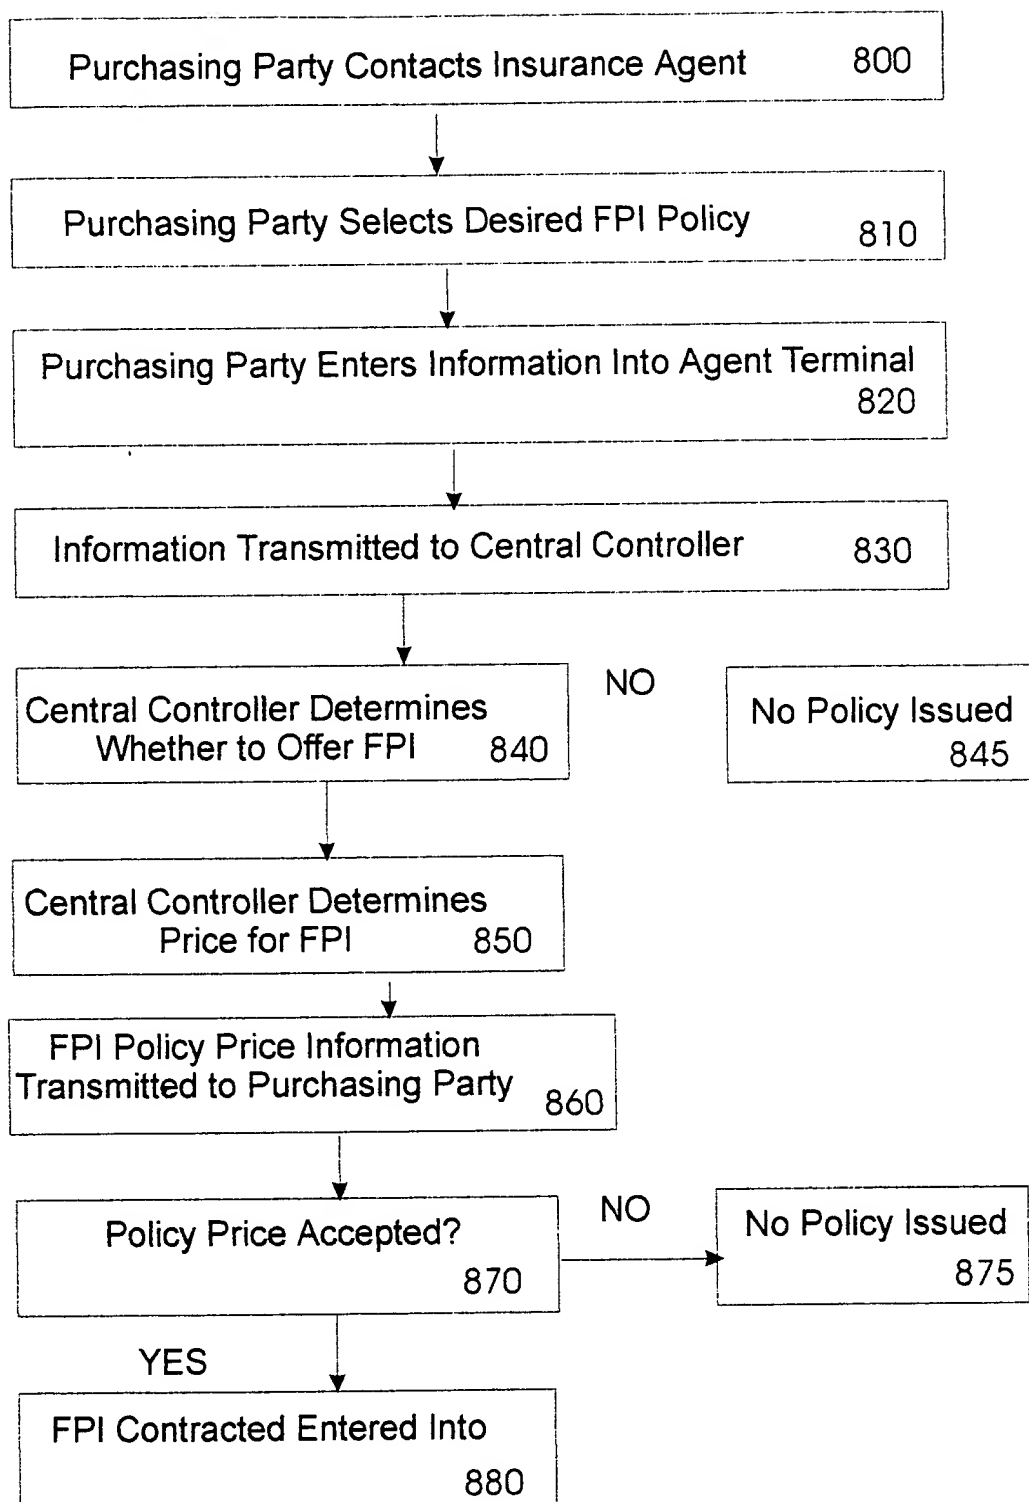 Purchasing Party Contacts Insurance Agent 800
Purchasing Party Selects Desired FPI Policy 810
Purchasing Party Enters Information Into Agent Terminal
820
Information Transmitted to Central Controller 830
Central Controller Determines
Whether to Offer FPI 840
NO
No Policy Issued
845
Central Controller Determines
Price for FPI 850
FPI Policy Price Information
Transmitted to Purchasing Party
860
Policy Price Accepted?
870
NO
No Policy Issued
875
YES
FPI Contracted Entered Into
880